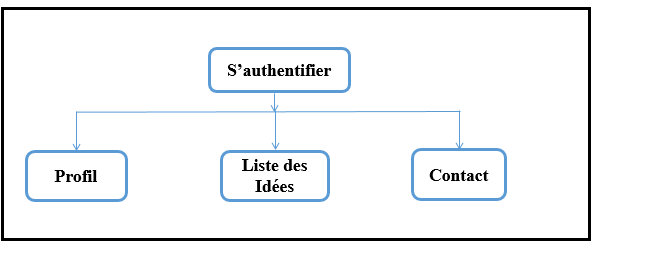 S’authentifier
Profil
Liste des
Idées
Contact